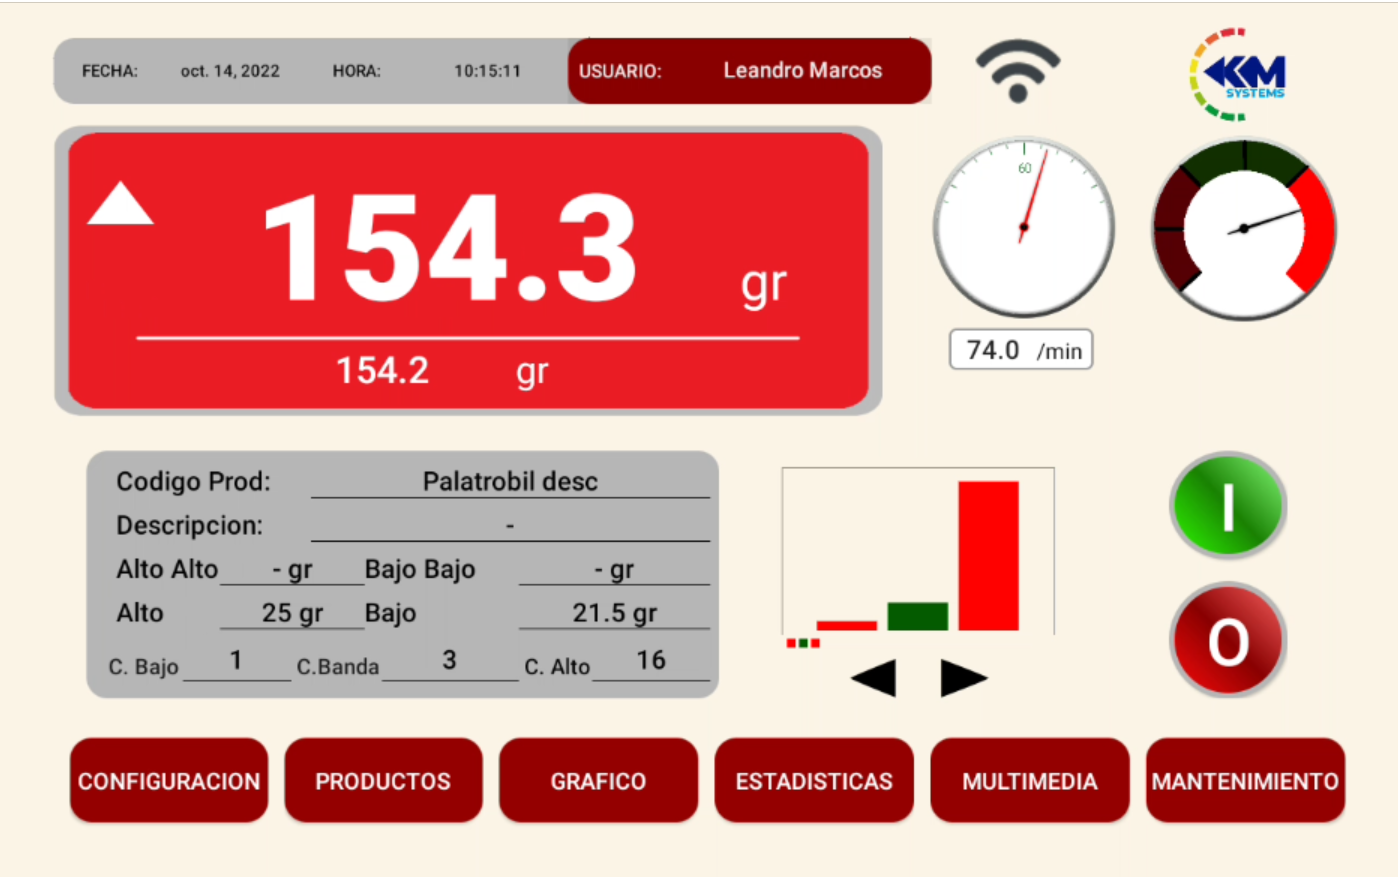 FECHA: oct. 14, 2022 HORA: 10:15:11 USUARIO: Leandro Marcos
KM
SYSTEMS
154.3 gr
154.2 gr
60
74.0 /min
Codigo Prod: Palatrobil desc
Descripcion: -
Alto Alto - gr Bajo Bajo - gr
Alto 25 gr Bajo 21.5 gr
C. Bajo 1 C.Banda 3 C. Alto 16
I
O
CONFIGURACION PRODUCTOS GRAFICO ESTADISTICAS MULTIMEDIA MANTENIMIENTO